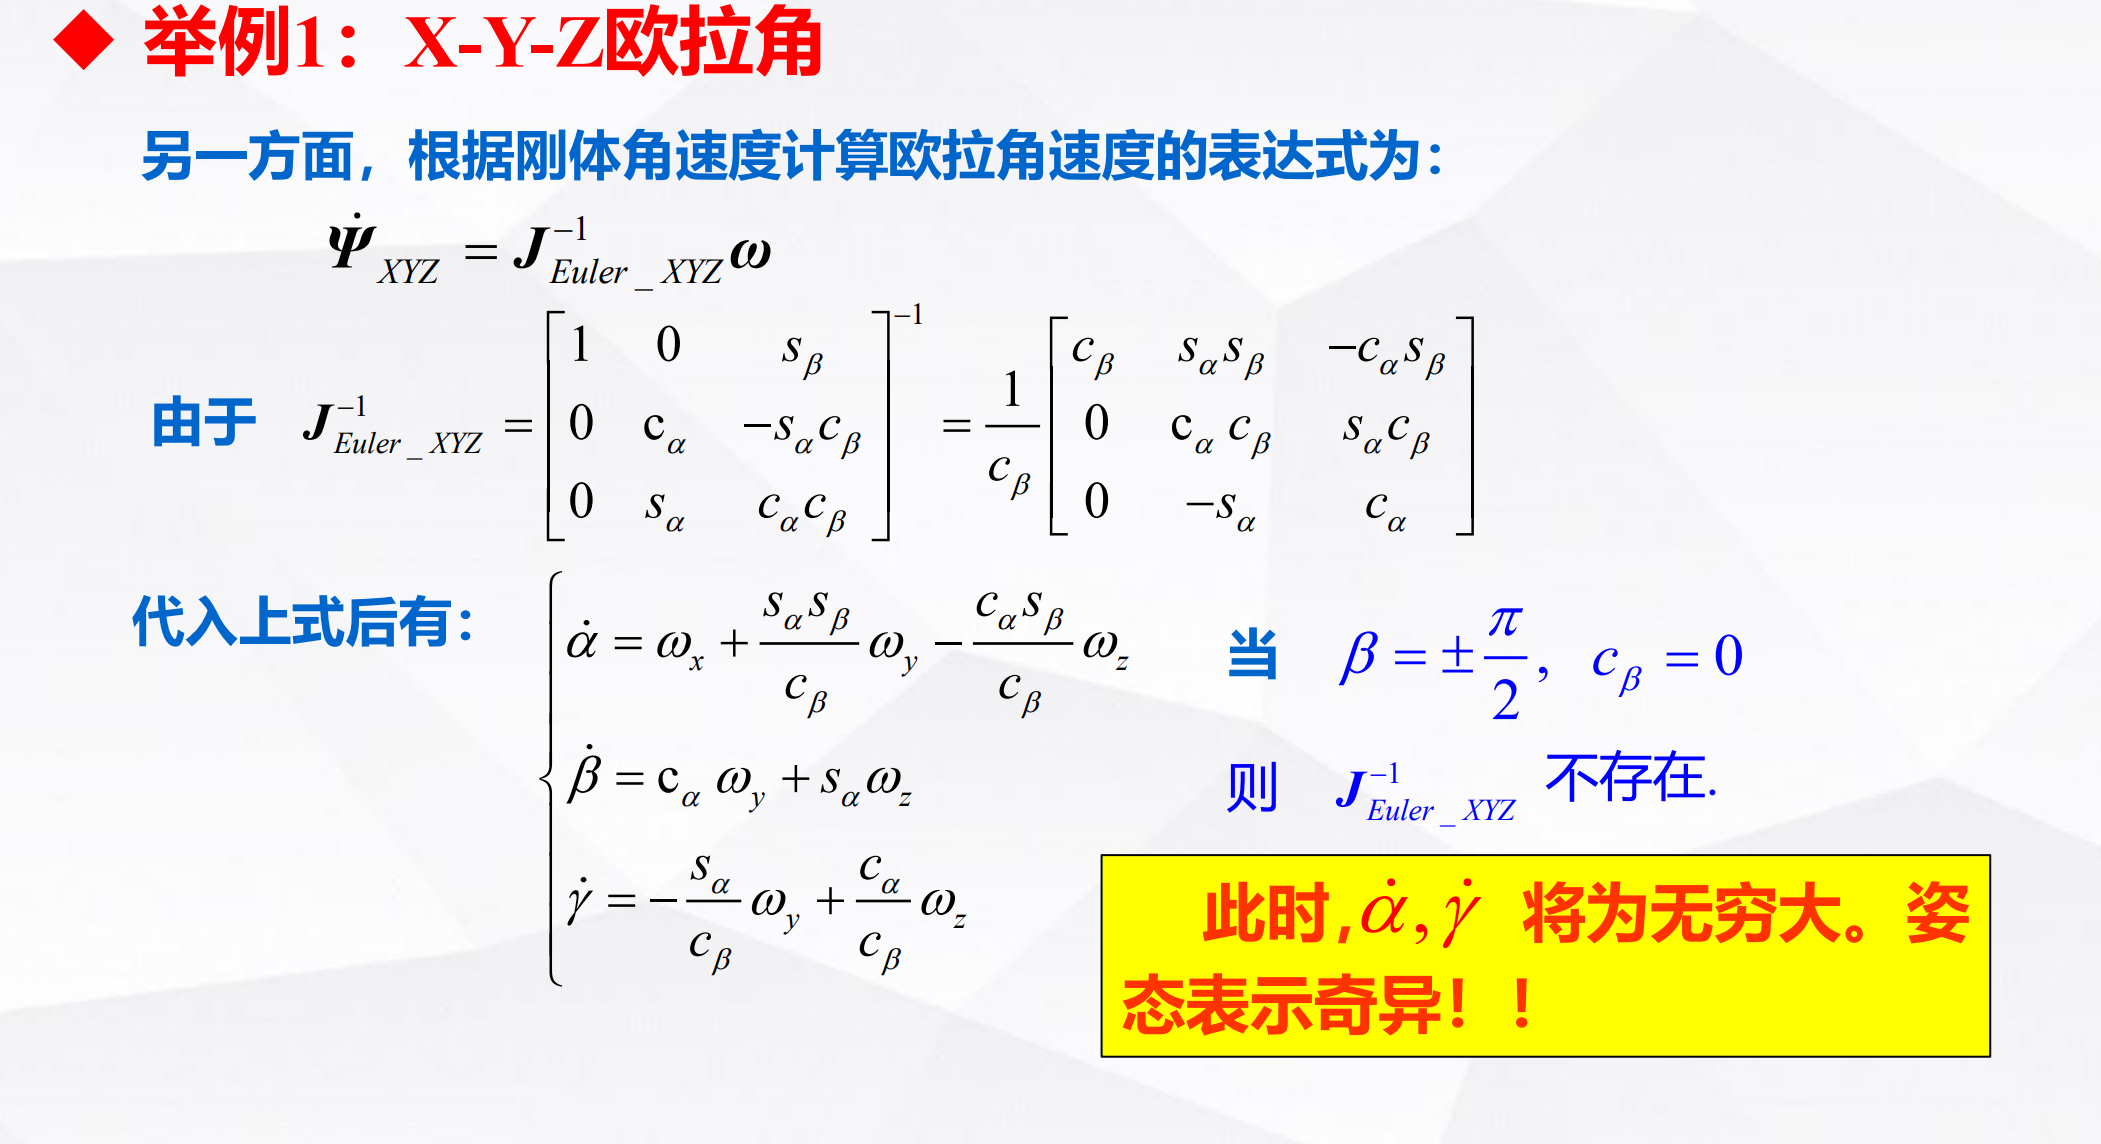 ◆ 举例1：X-Y-Z欧拉角
另一方面，根据刚体角速度计算欧拉角速度的表达式为：
$\dot{\boldsymbol{\Psi}}_{XYZ} = \boldsymbol{J}_{Euler\_XYZ}^{-1} \boldsymbol{\omega}$
由于 $\boldsymbol{J}_{Euler\_XYZ}^{-1} = \begin{bmatrix} 1 & 0 & s_\beta \\ 0 & c_\alpha & -s_\alpha c_\beta \\ 0 & s_\alpha & c_\alpha c_\beta \end{bmatrix}^{-1} = \frac{1}{c_\beta} \begin{bmatrix} c_\beta & s_\alpha s_\beta & -c_\alpha s_\beta \\ 0 & c_\alpha c_\beta & s_\alpha c_\beta \\ 0 & -s_\alpha & c_\alpha \end{bmatrix}$
代入上式后有：
$\begin{cases} \dot{\alpha} = \omega_x + \frac{s_\alpha s_\beta}{c_\beta} \omega_y - \frac{c_\alpha s_\beta}{c_\beta} \omega_z \\ \dot{\beta} = c_\alpha \omega_y + s_\alpha \omega_z \\ \dot{\gamma} = -\frac{s_\alpha}{c_\beta} \omega_y + \frac{c_\alpha}{c_\beta} \omega_z \end{cases}$
当 $\beta = \pm \frac{\pi}{2}, \ c_\beta = 0$
则 $\boldsymbol{J}_{Euler\_XYZ}^{-1}$ 不存在.
此时, $\dot{\alpha}, \dot{\gamma}$ 将为无穷大。姿
态表示奇异！！